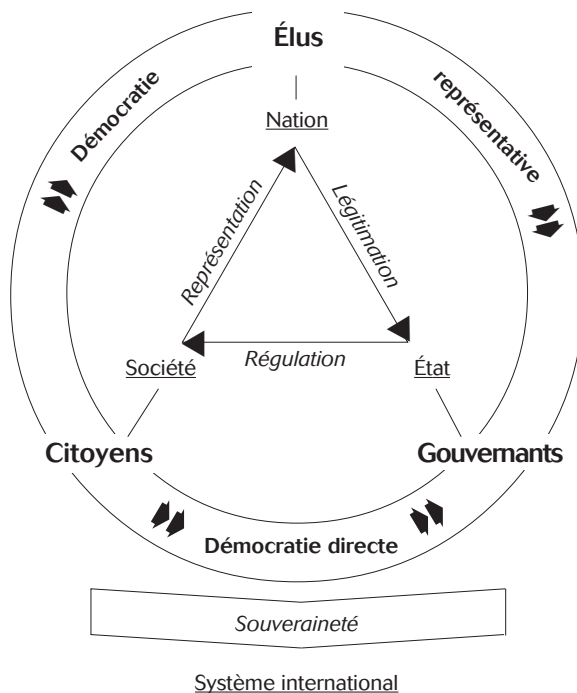 Élus
Démocratie
représentative
Nation
Représentation
Légitimation
Régulation
Société
État
Citoyens
Gouvernants
Démocratie directe
Souveraineté
Système international